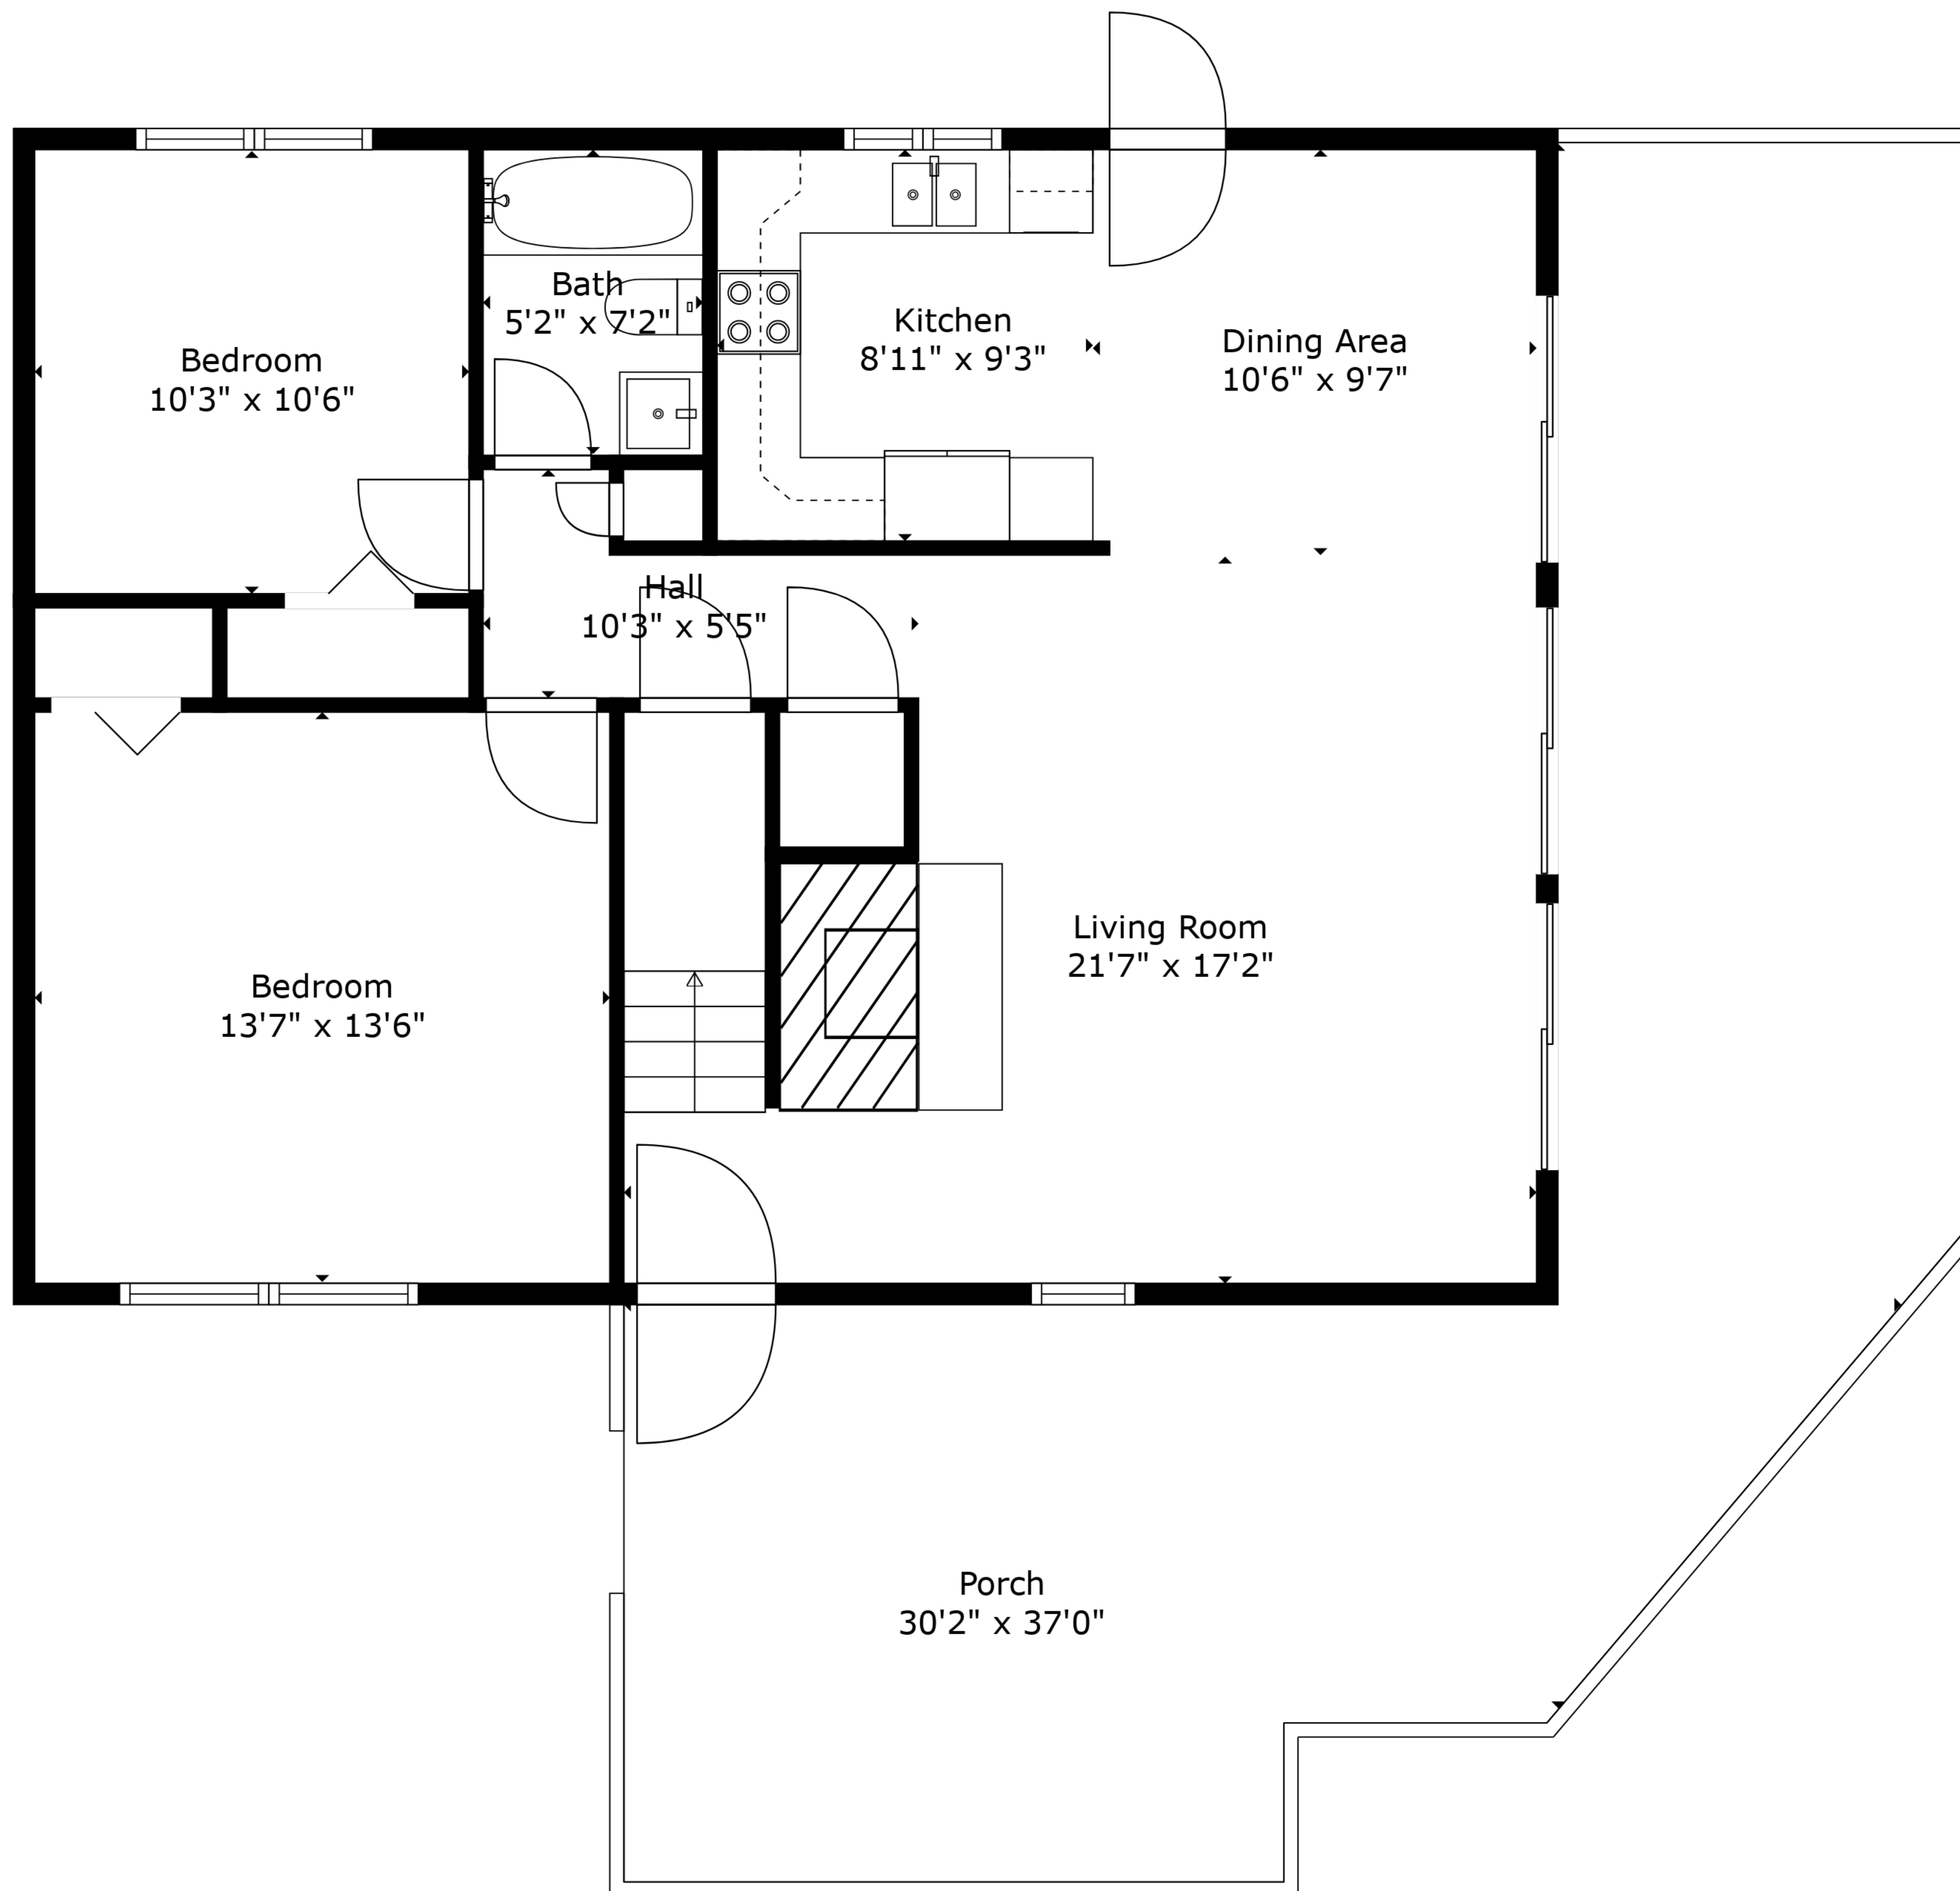 Bath
5'2" x 7'2"
Kitchen
8'11" x 9'3"
Dining Area
10'6" x 9'7"
Bedroom
10'3" x 10'6"
Hall
10'3" x 5'5"
Living Room
21'7" x 17'2"
Bedroom
13'7" x 13'6"
Porch
30'2" x 37'0"